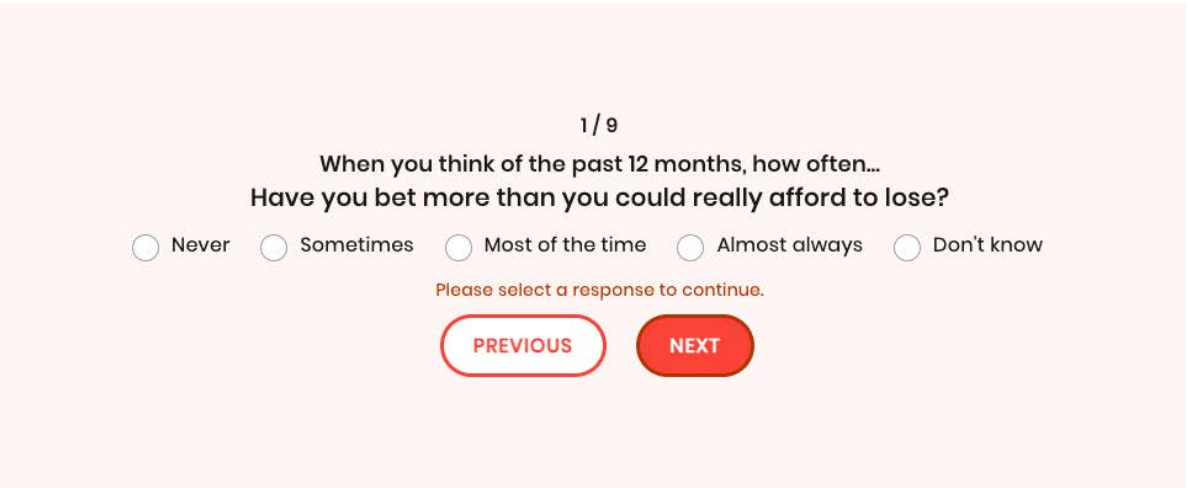 1 / 9
When you think of the past 12 months, how often...
Have you bet more than you could really afford to lose?
Never Sometimes Most of the time Almost always Don't know
Please select a response to continue.
PREVIOUS NEXT